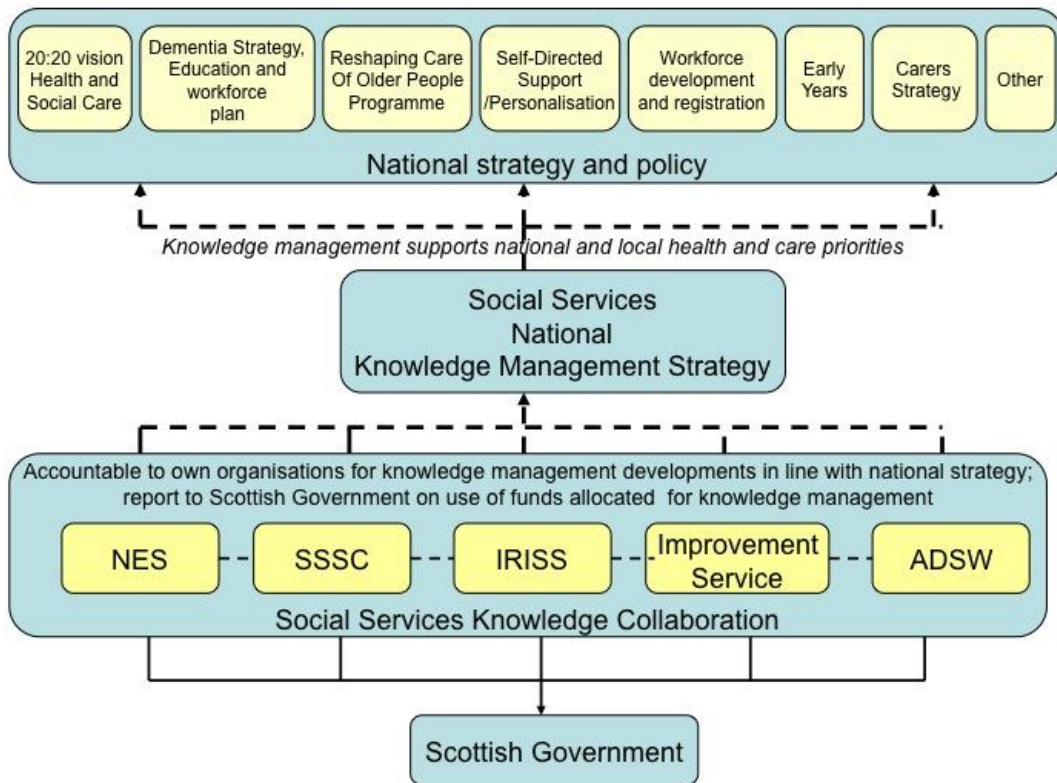 20:20 vision
Health and
Social Care
Dementia Strategy,
Education and
workforce
plan
Reshaping Care
Of Older People
Programme
Self-Directed
Support
/Personalisation
Workforce
development
and registration
Early
Years
Carers
Strategy
Other
National strategy and policy
Knowledge management supports national and local health and care priorities
Social Services
National
Knowledge Management Strategy
Accountable to own organisations for knowledge management developments in line with national strategy;
report to Scottish Government on use of funds allocated for knowledge management
NES
SSSC
IRISS
Improvement
Service
ADSW
Social Services Knowledge Collaboration
Scottish Government